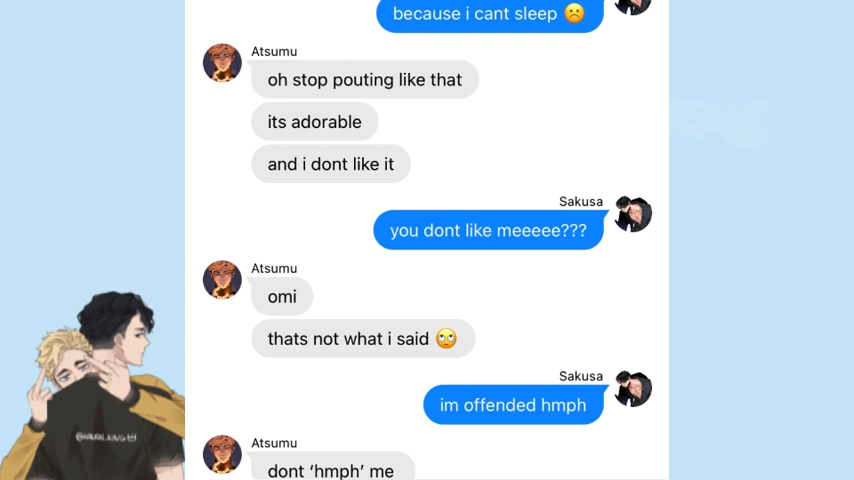 because i cant sleep ☹️
Atsumu
oh stop pouting like that
its adorable
and i dont like it
Sakusa
you dont like meeeee???
Atsumu
omi
thats not what i said 🙄
Sakusa
im offended hmph
Atsumu
dont ‘hmph’ me